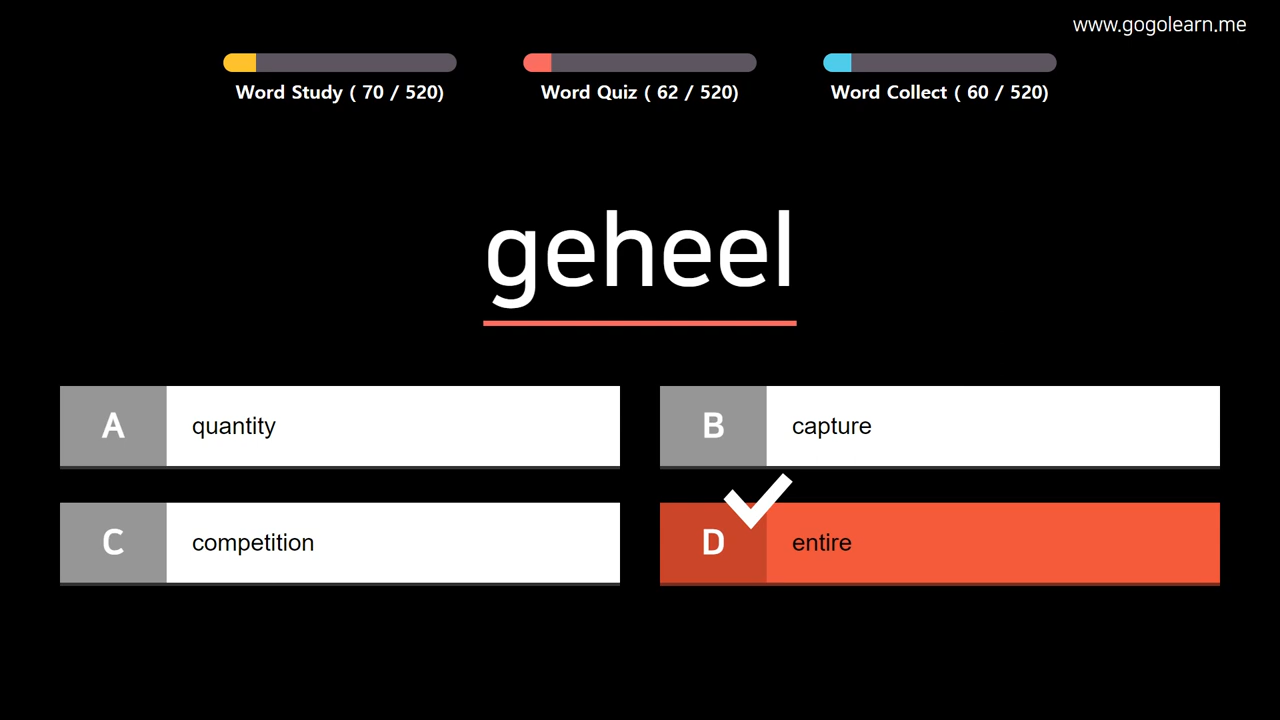 www.gogolearn.me
Word Study ( 70 / 520)
Word Quiz ( 62 / 520)
Word Collect ( 60 / 520)
geheel
A quantity
B capture
C competition
D entire